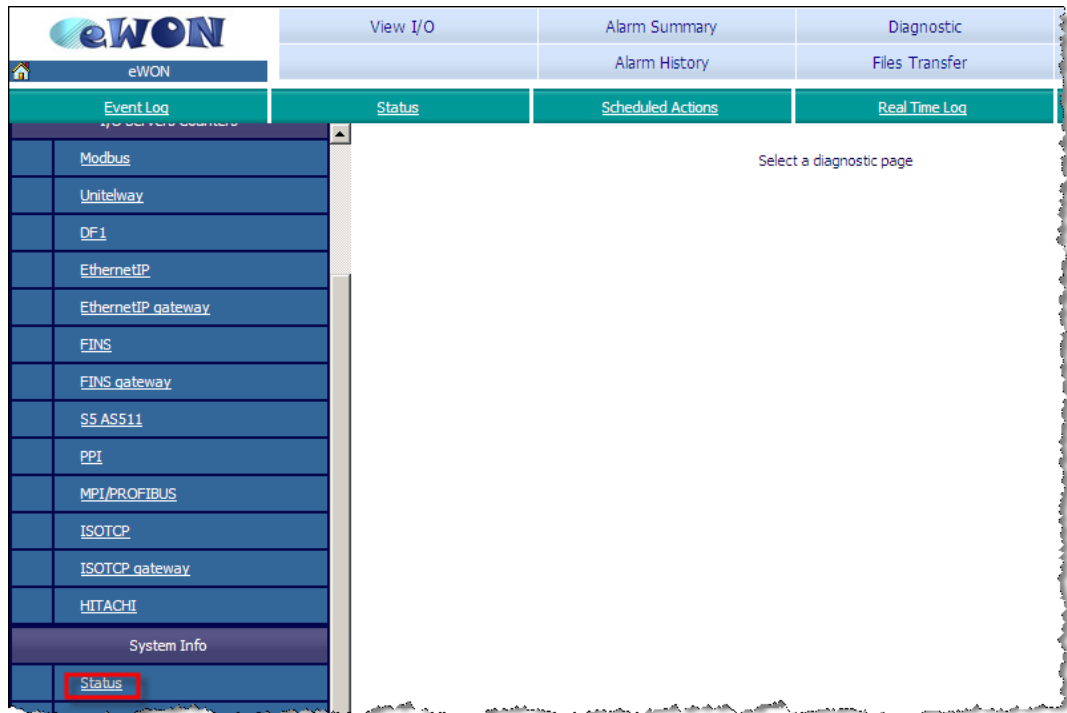 eWON
View I/O
Alarm Summary
Diagnostic
eWON
Alarm History
Files Transfer
Event Log
Status
Scheduled Actions
Real Time Log
I/O Servers Counters
Select a diagnostic page
Modbus
Unitelway
DF1
EthernetIP
EthernetIP gateway
FINS
FINS gateway
S5 AS511
PPI
MPI/PROFIBUS
ISOTCP
ISOTCP gateway
HITACHI
System Info
Status